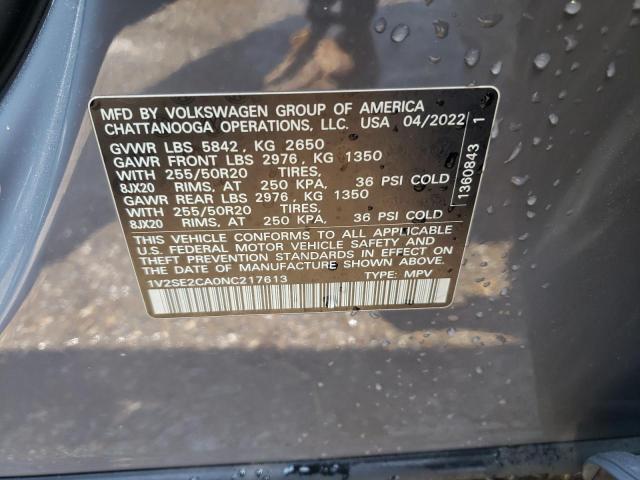 MFD BY VOLKSWAGEN GROUP OF AMERICA
CHATTANOOGA OPERATIONS, LLC. USA 04/2022
GVWR LBS 5842, KG 2650
GAWR FRONT LBS 2976, KG 1350
WITH 255/50R20 TIRES,
8JX20 RIMS, AT 250 KPA, 36 PSI COLD
GAWR REAR LBS 2976, KG 1350
WITH 255/50R20 TIRES,
8JX20 RIMS, AT 250 KPA, 36 PSI COLD
THIS VEHICLE CONFORMS TO ALL APPLICABLE
U.S. FEDERAL MOTOR VEHICLE SAFETY AND
THEFT PREVENTION STANDARDS IN EFFECT
ON THE DATE OF MANUFACTURE SHOWN ABOVE.
1V2SE2CA0NC217613 TYPE: MPV
1360843 1